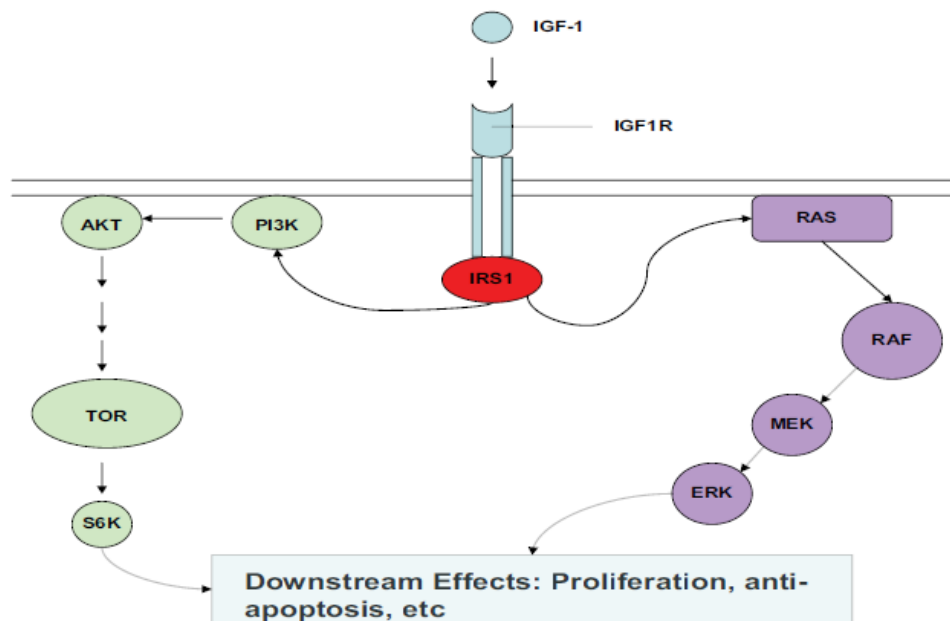 IGF-1
IGF1R
AKT
PI3K
RAS
IRS1
RAF
TOR
MEK
ERK
S6K
Downstream Effects: Proliferation, anti-
apoptosis, etc